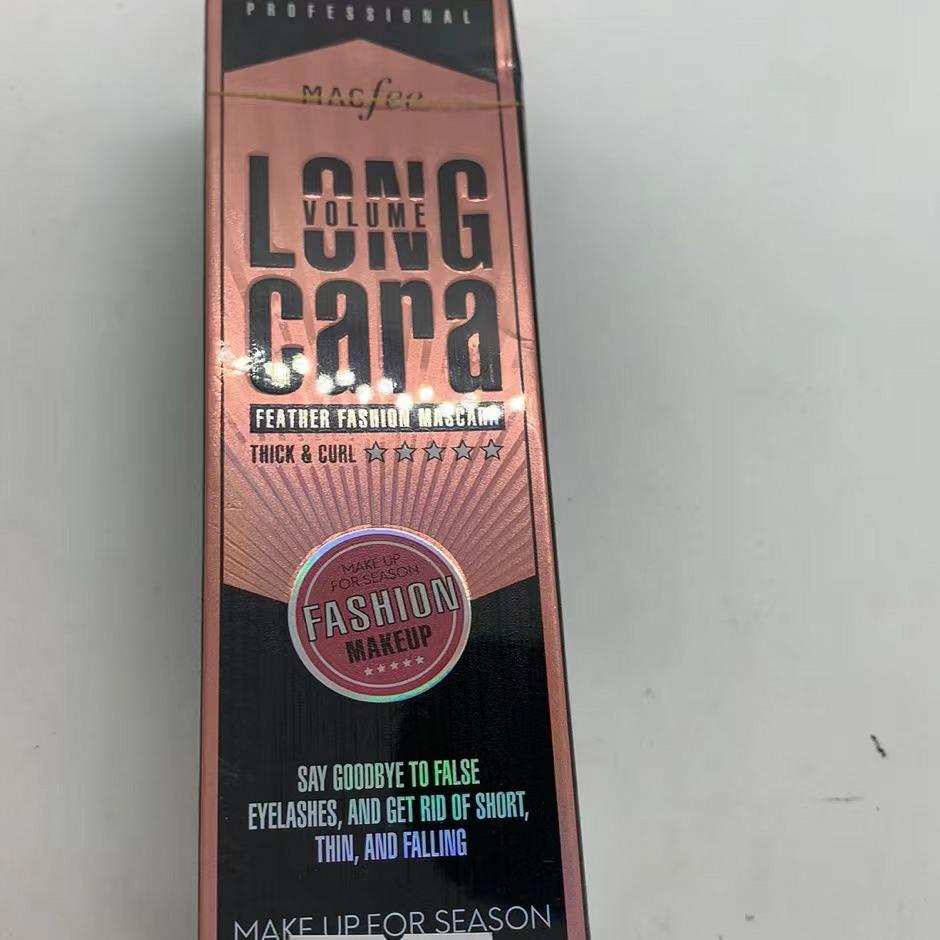 PROFESSIONAL
MACfee
LONG
VOLUME
cara
FEATHER FASHION MASCARA
THICK & CURL
MAKE UP
FOR SEASON
FASHION
MAKEUP
SAY GOODBYE TO FALSE
EYELASHES, AND GET RID OF SHORT,
THIN, AND FALLING
MAKE UP FOR SEASON